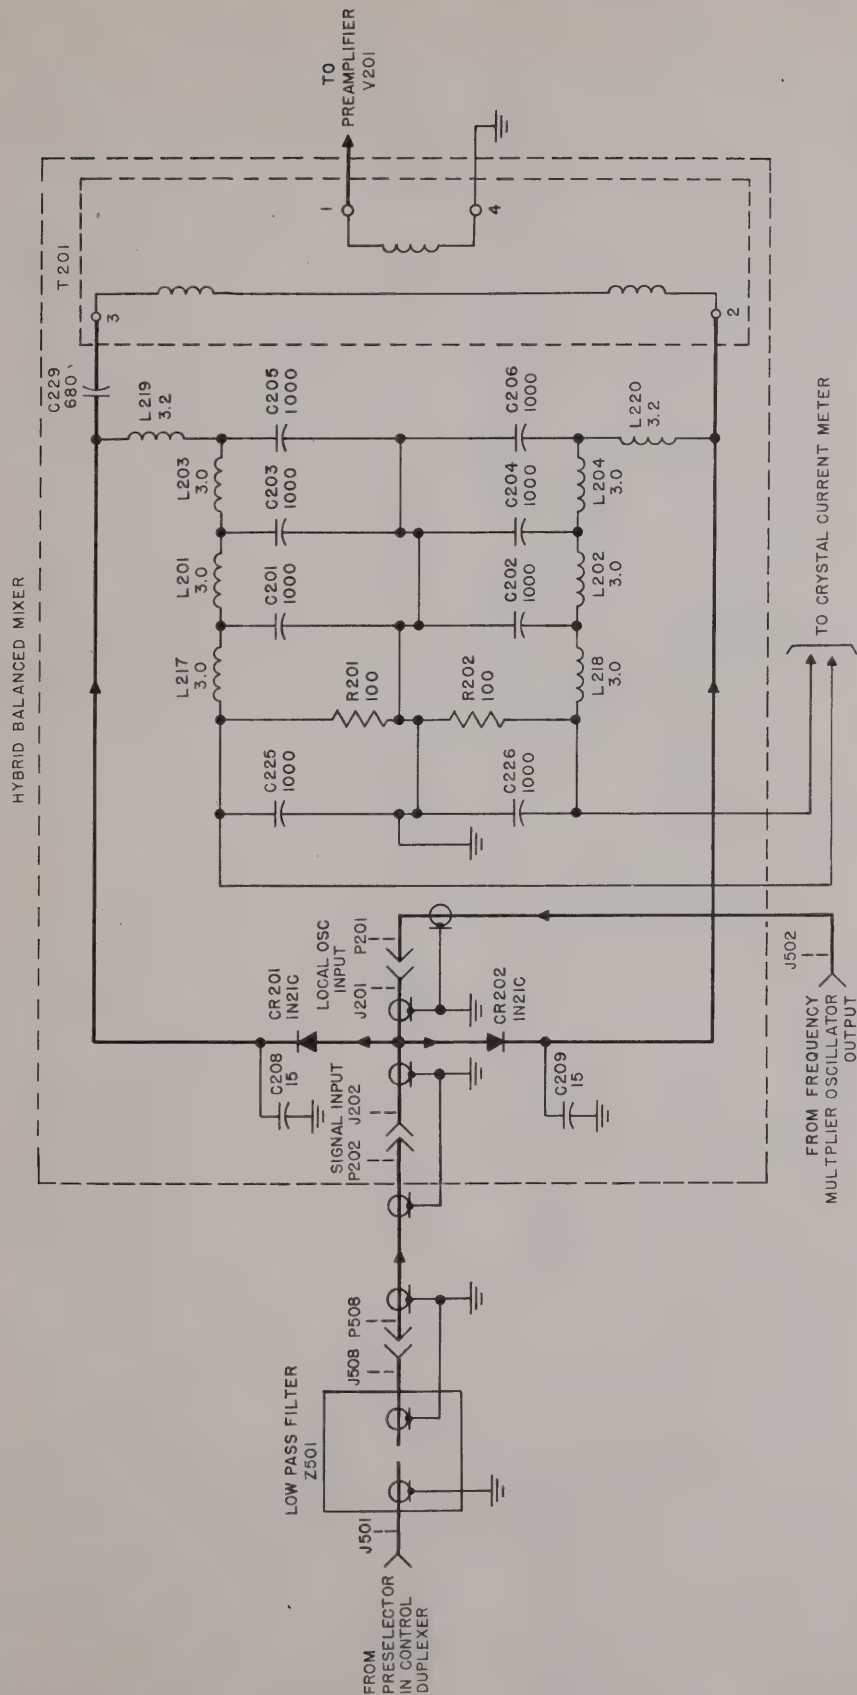 HYBRID BALANCED MIXER
TO
PREAMPLIFIER
V201
T201
1
4
3
2
C229
680
L219
3.2
C205
1000
C206
1000
L220
3.2
L203
3.0
C203
1000
C204
1000
L204
3.0
L201
3.0
C201
1000
C202
1000
L202
3.0
L217
3.0
R201
100
R202
100
L218
3.0
C225
1000
C226
1000
TO CRYSTAL CURRENT METER
LOCAL OSC
INPUT
J201
P201
CR201
IN21C
CR202
IN21C
C208
15
C209
15
SIGNAL INPUT
P202 J202
J502
FROM FREQUENCY
MULTPLIER OSCILLATOR
OUTPUT
J508 P508
LOW PASS FILTER
Z501
J501
FROM
PRESELECTOR
IN CONTROL
DUPLEXER